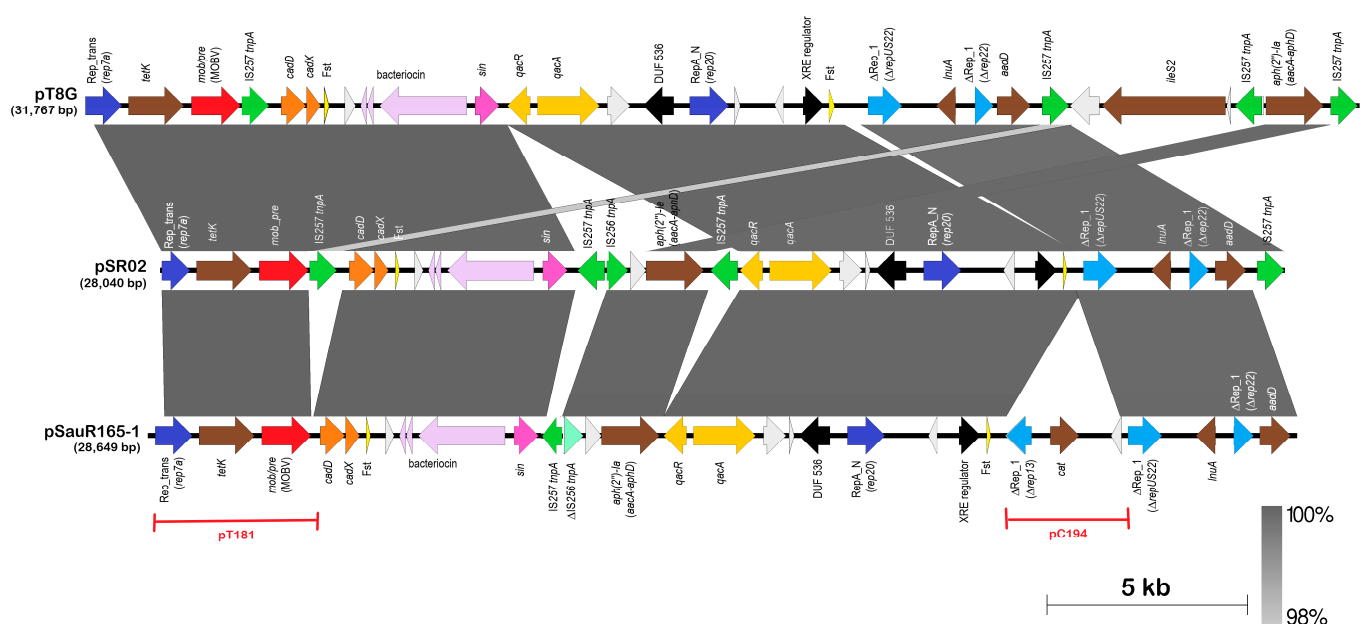 Rep_trans
(rep7a)
tetK
mob/pre
(MOBV)
IS257 tnpA
cadD
cadX
Fst
bacteriocin
sin
qacR
qacA
DUF 536
RepA_N
(rep20)
XRE regulator
Fst
ΔRep_1
(ΔrepUS22)
lnuA
ΔRep_1
(Δrep22)
aadD
IS257 tnpA
ileS2
IS257 tnpA
aph(2")-Ia
(aacA-aphD)
IS257 tnpA
pT8G
(31,767 bp)
Rep_trans
(rep7a)
tetK
mob_pre
IS257 tnpA
cadD
cadX
Fst
sin
IS257 tnpA
IS256 tnpA
aph(2")-Ia
(aacA-aphD)
IS257 tnpA
qacR
qacA
DUF 536
RepA_N
(rep20)
ΔRep_1
(ΔrepUS22)
lnuA
ΔRep_1
(Δrep22)
aadD
IS257 tnpA
pSR02
(28,040 bp)
ΔRep_1
(Δrep22)
aadD
pSauR165-1
(28,649 bp)
Rep_trans
(rep7a)
tetK
mob/pre
(MOBV)
cadD
cadX
Fst
bacteriocin
sin
IS257 tnpA
ΔIS256 tnpA
aph(2")-Ia
(aacA-aphD)
qacR
qacA
DUF 536
RepA_N
(rep20)
XRE regulator
Fst
ΔRep_1
(Δrep13)
cat
ΔRep_1
(ΔrepUS22)
lnuA
pT181
pC194
100%
98%
5 kb